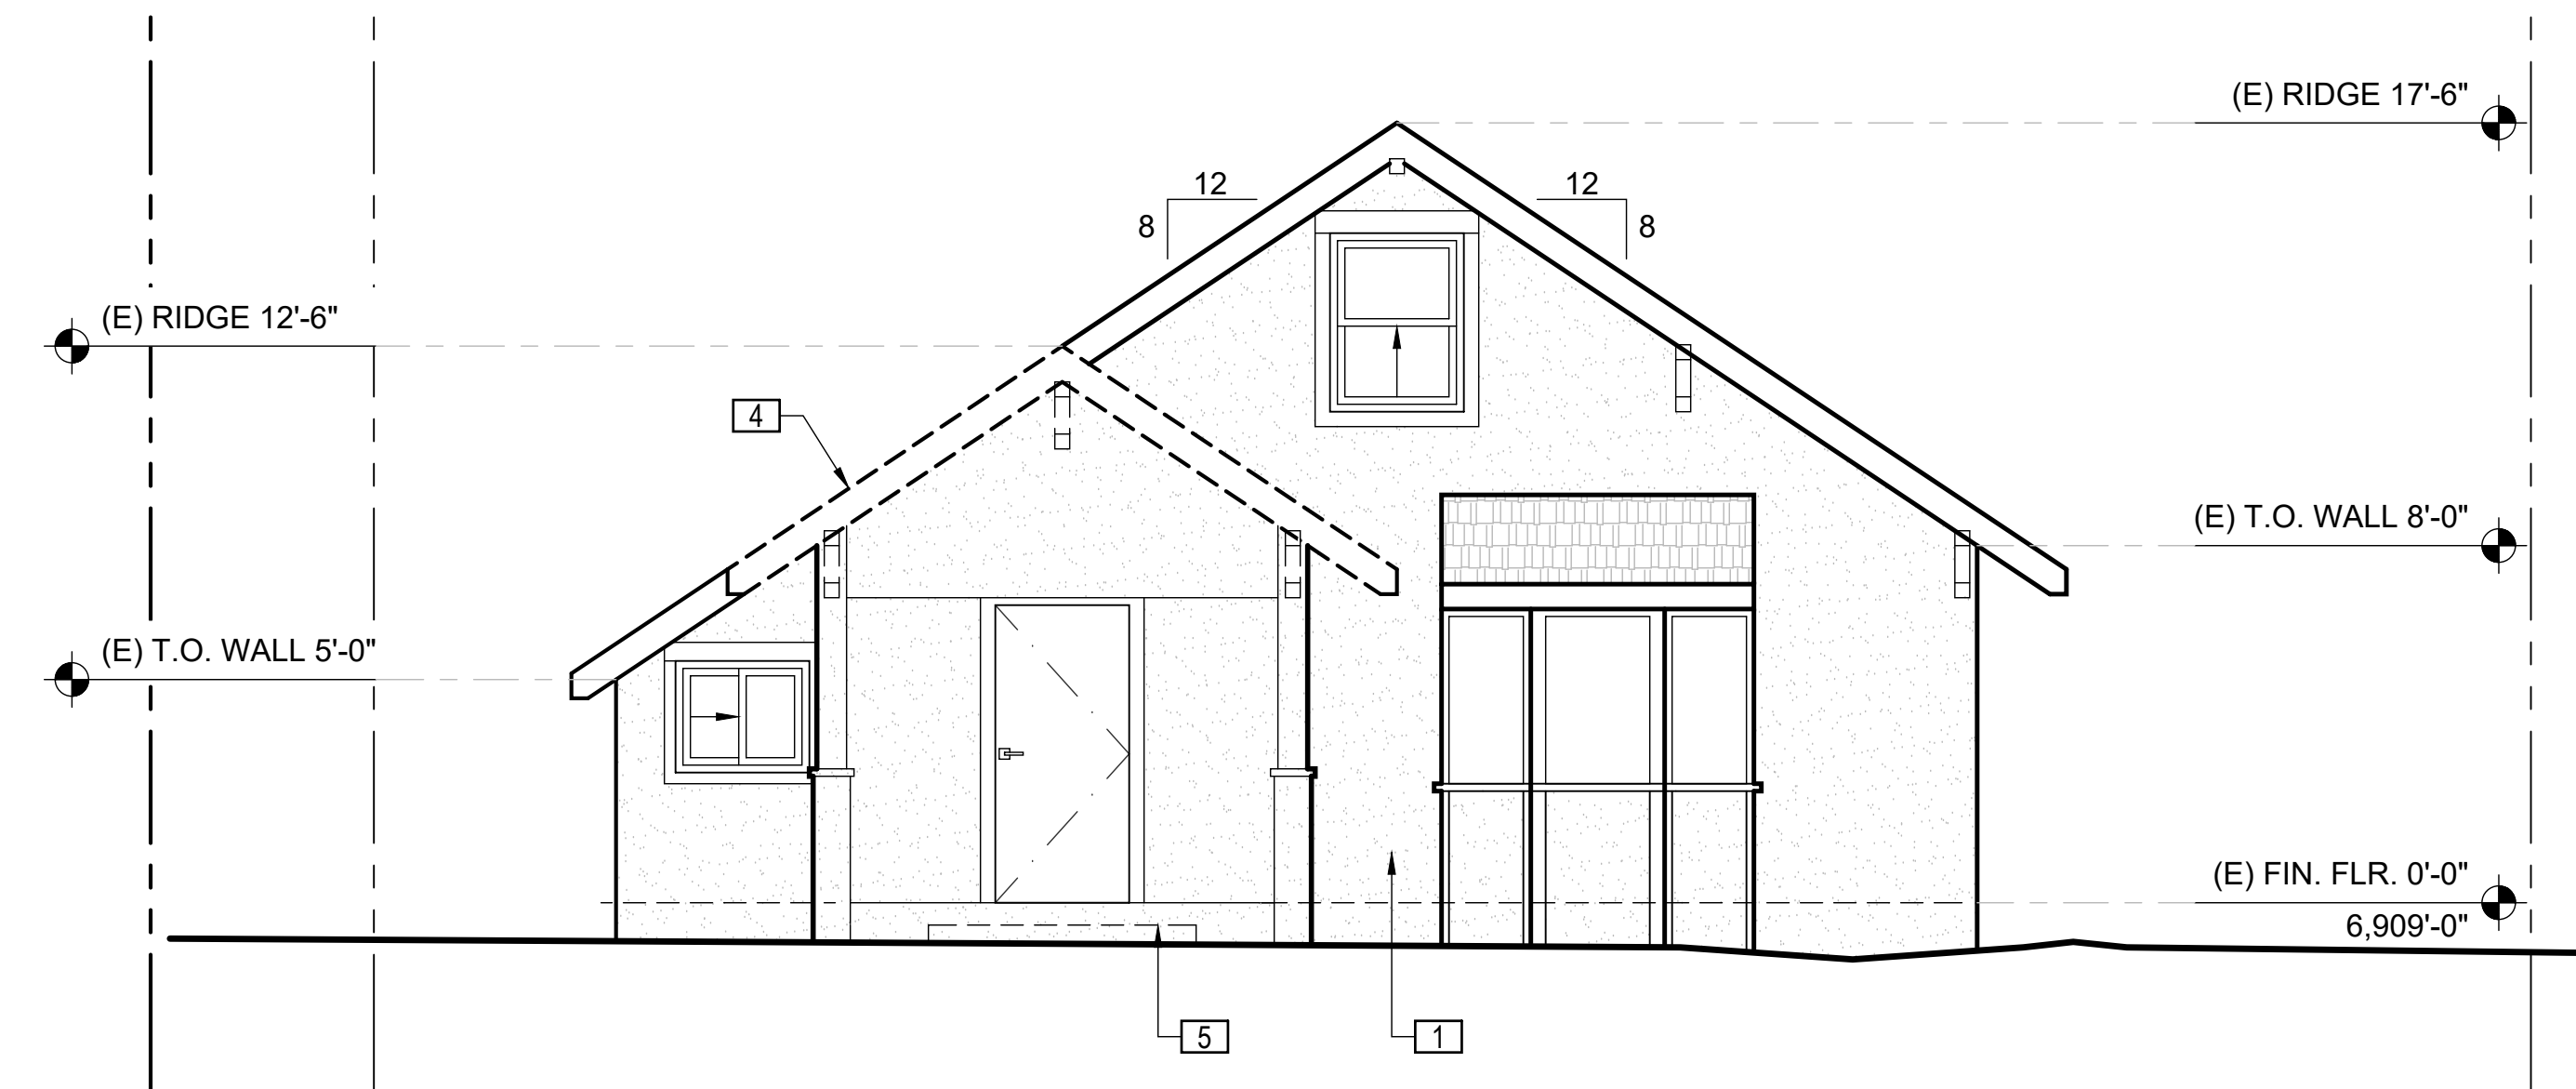 (E) RIDGE 17'-6"
12
8
12
8
(E) RIDGE 12'-6"
4
(E) T.O. WALL 8'-0"
(E) T.O. WALL 5'-0"
(E) FIN. FLR. 0'-0"
6,909'-0"
5
1